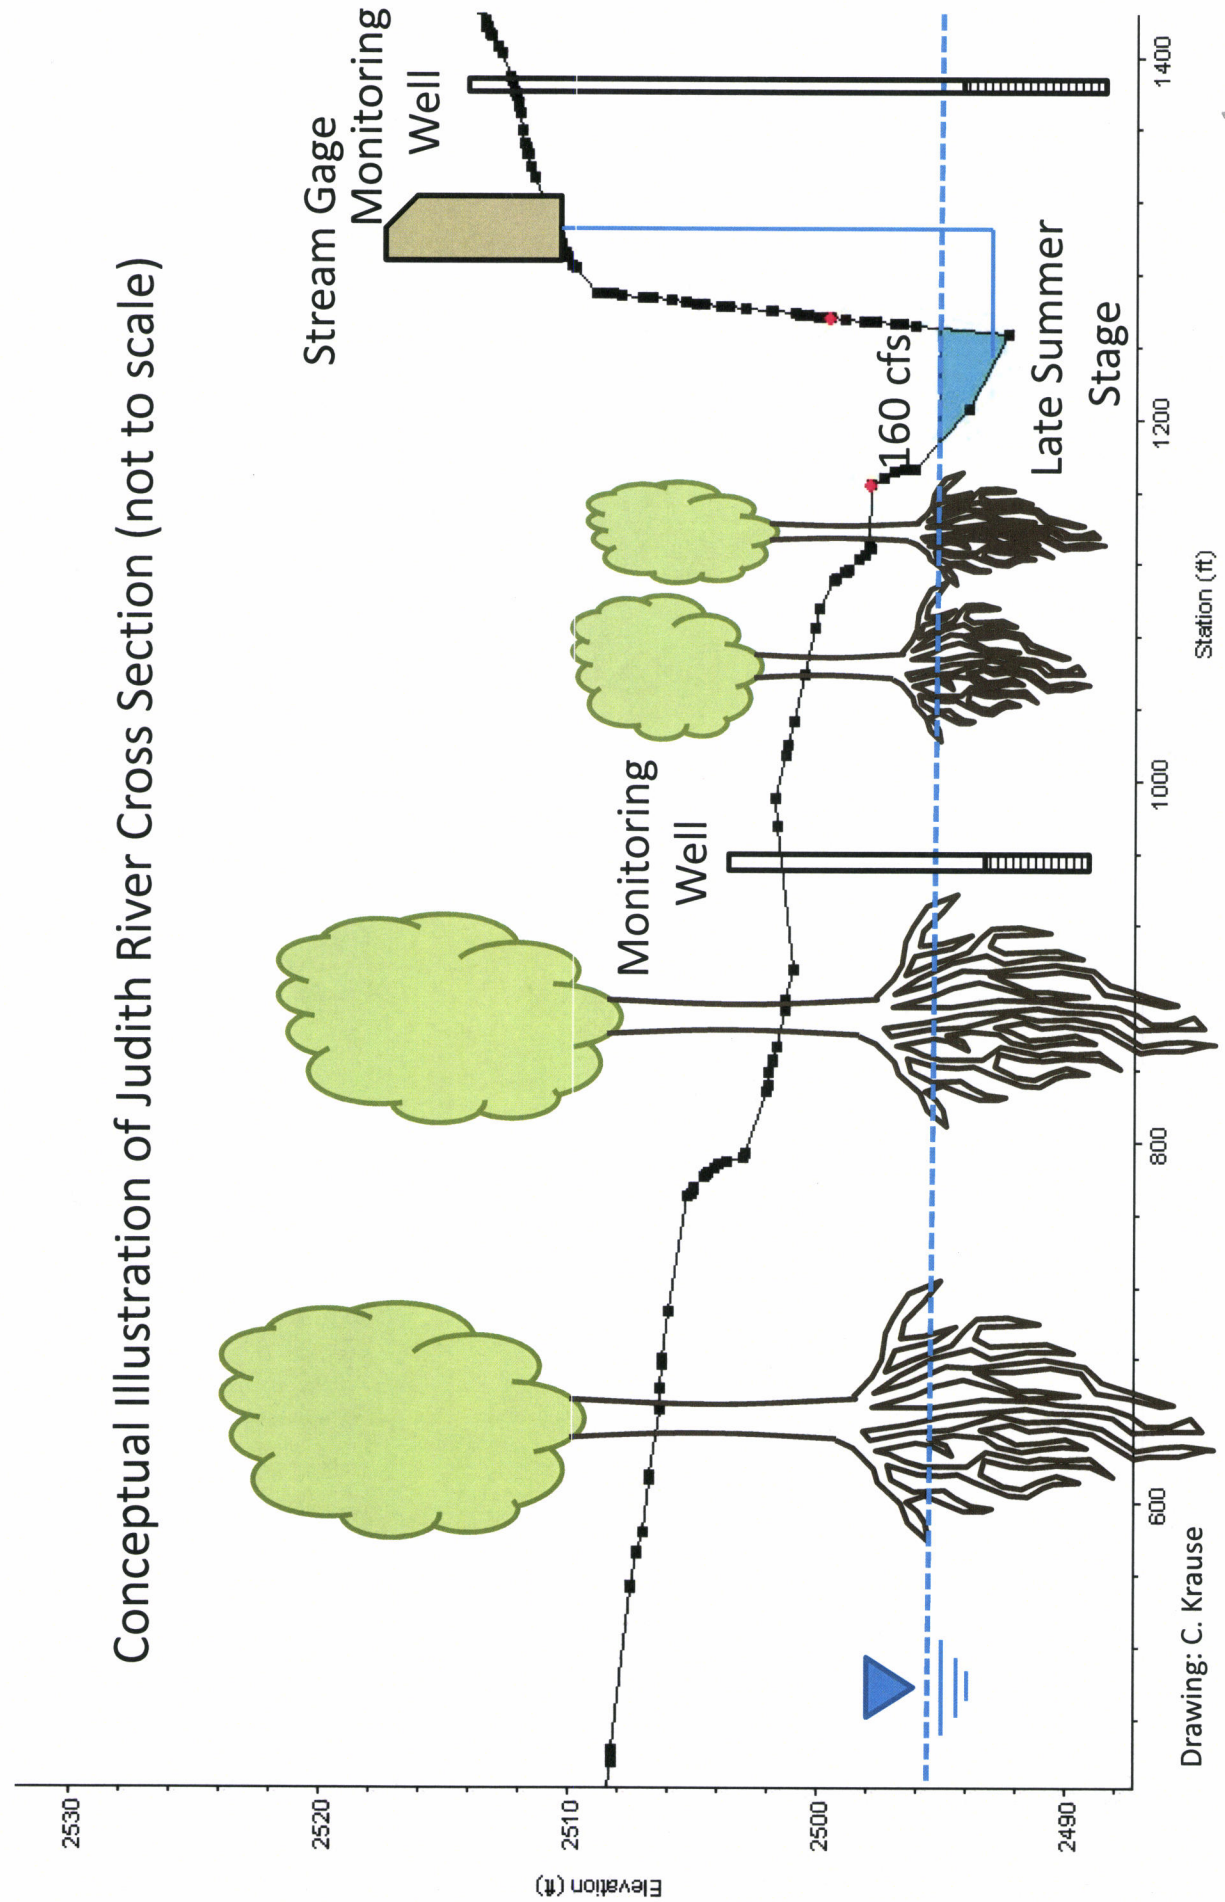 Conceptual Illustration of Judith River Cross Section (not to scale)
Stream Gage
Monitoring
Well
Monitoring
Well
160 cfs
Late Summer
Stage
2530
2520
2510
2500
2490
Elevation (ft)
600
800
1000
1200
1400
Station (ft)
Drawing: C. Krause